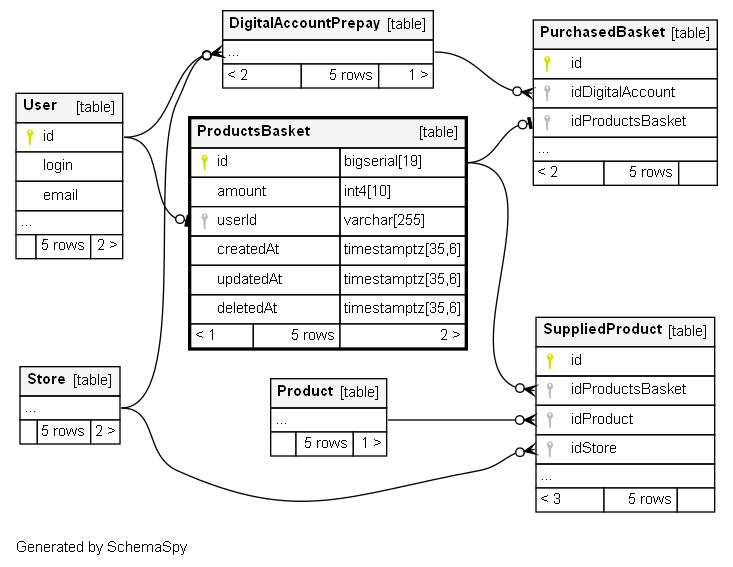 DigitalAccountPrepay [table]
...
< 2 5 rows 1 >
PurchasedBasket [table]
id
idDigitalAccount
idProductsBasket
...
< 2 5 rows
User [table]
id
login
email
...
5 rows 2 >
ProductsBasket [table]
id bigserial[19]
amount int4[10]
userId varchar[255]
createdAt timestamptz[35,6]
updatedAt timestamptz[35,6]
deletedAt timestamptz[35,6]
< 1 5 rows 2 >
SuppliedProduct [table]
id
idProductsBasket
idProduct
idStore
...
< 3 5 rows
Store [table]
...
5 rows 2 >
Product [table]
...
5 rows 1 >
Generated by SchemaSpy